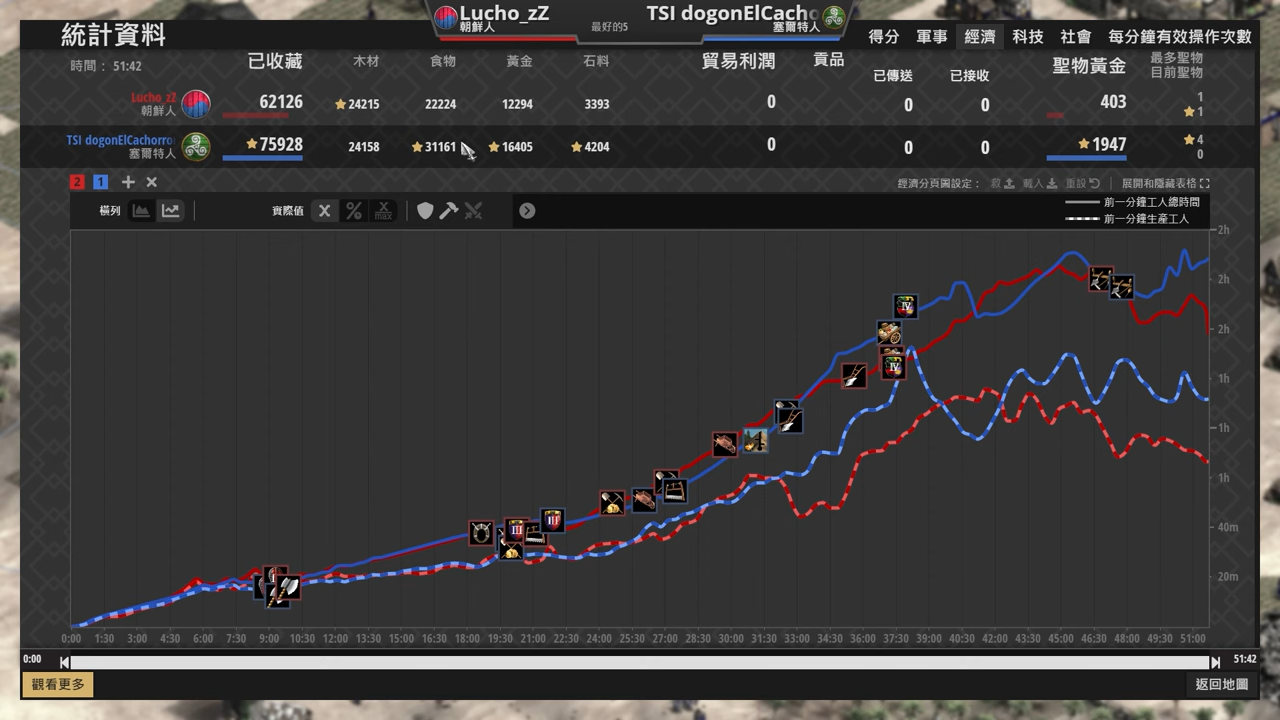 Lucho_zZ
朝鮮人
最好的5
TSI dogonElCacho
塞爾特人
統計資料
得分 軍事 經濟 科技 社會 每分鐘有效操作次數
時間： 51:42
已收藏 木材 食物 黃金 石料 貿易利潤 貢品 已傳送 已接收 聖物黃金 最多聖物 目前聖物
Lucho_zZ
朝鮮人
62126 24215 22224 12294 3393 0 0 0 403 1 1
TSI dogonElCachorro
塞爾特人
75928 24158 31161 16405 4204 0 0 0 1947 4 0
2 1
經濟分頁圖設定： 載入 重設 展開和隱藏表格
橫列 實際值 X % X max
前一分鐘工人總時間
前一分鐘生產工人
2h
2h
2h
1h
1h
1h
40m
20m
IV
IV
III
III
0:00 1:30 3:00 4:30 6:00 7:30 9:00 10:30 12:00 13:30 15:00 16:30 18:00 19:30 21:00 22:30 24:00 25:30 27:00 28:30 30:00 31:30 33:00 34:30 36:00 37:30 39:00 40:30 42:00 43:30 45:00 46:30 48:00 49:30 51:00
0:00 51:42
觀看更多 返回地圖